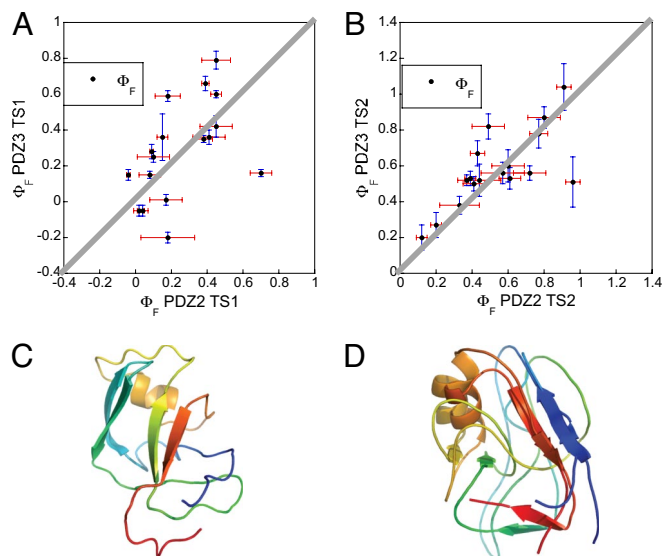 A
Φ_F PDZ3 TS1
1
0.8
0.6
0.4
0.2
0
-0.2
-0.4
Φ_F
-0.4 -0.2 0 0.2 0.4 0.6 0.8 1
Φ_F PDZ2 TS1
B
Φ_F PDZ3 TS2
1.4
1.2
1
0.8
0.6
0.4
0.2
0
Φ_F
0 0.2 0.4 0.6 0.8 1 1.2 1.4
Φ_F PDZ2 TS2
C
D